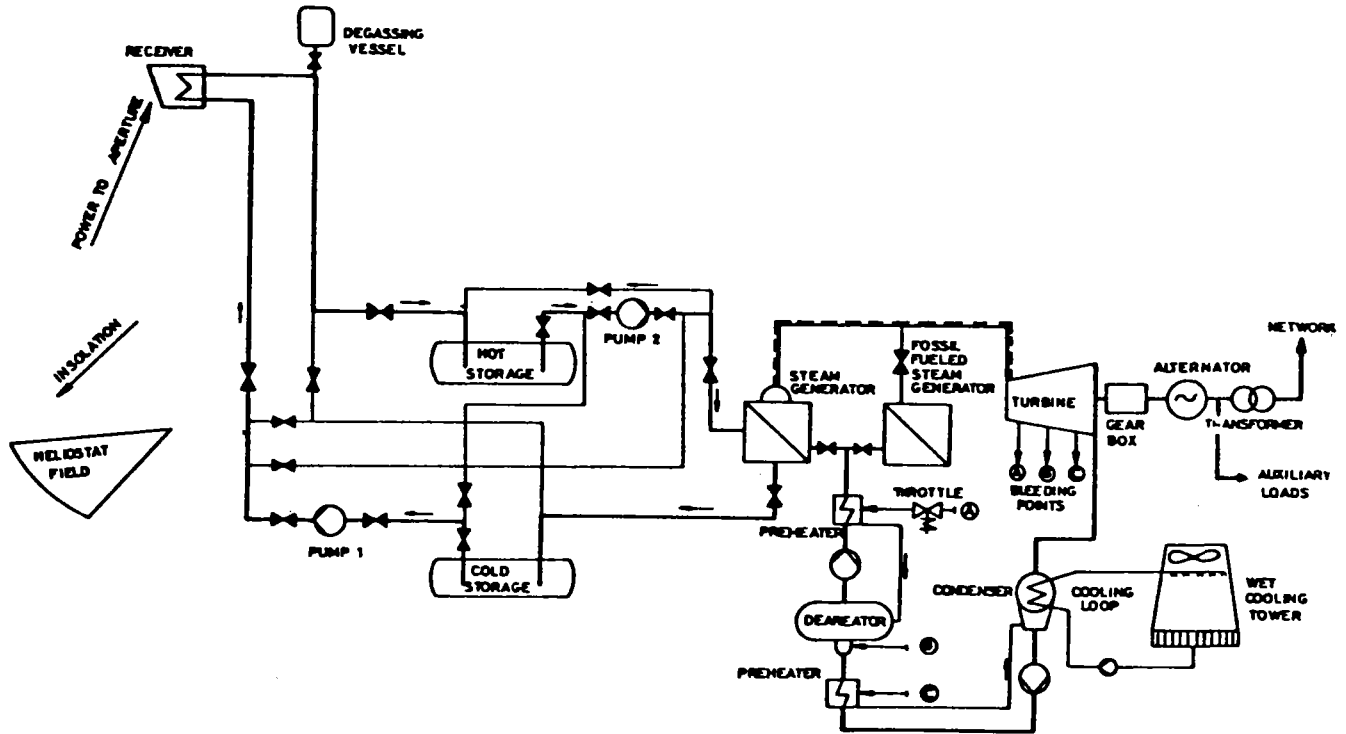 DEGASSING
VESSEL
RECEIVER
POWER TO APERTURE
INSOLATION
HELIOSTAT
FIELD
HOT
STORAGE
PUMP 2
PUMP 1
COLD
STORAGE
STEAM
GENERATOR
FOSSIL
FUELED
STEAM
GENERATOR
TURBINE
GEAR
BOX
ALTERNATOR
NETWORK
TRANSFORMER
AUXILIARY
LOADS
A B C
BLEEDING
POINTS
THROTTLE
A
PREHEATER
DEAREATOR
B
PREHEATER
C
CONDENSER
COOLING
LOOP
WET
COOLING
TOWER